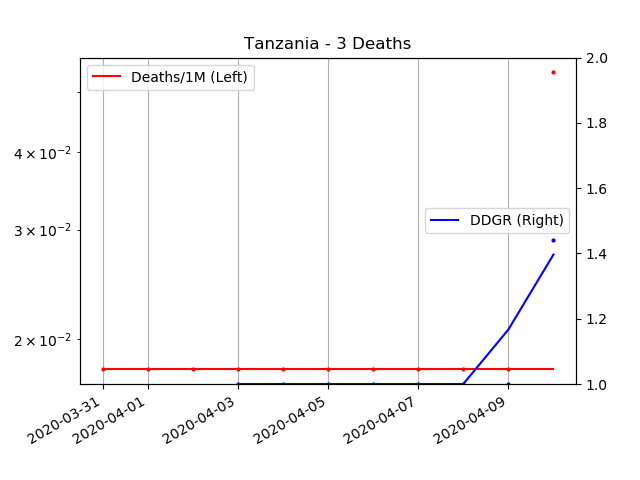 Tanzania - 3 Deaths
Deaths/1M (Left)
DDGR (Right)
4 × 10⁻²
3 × 10⁻²
2 × 10⁻²
2.0
1.8
1.6
1.4
1.2
1.0
2020-03-31
2020-04-01
2020-04-03
2020-04-05
2020-04-07
2020-04-09